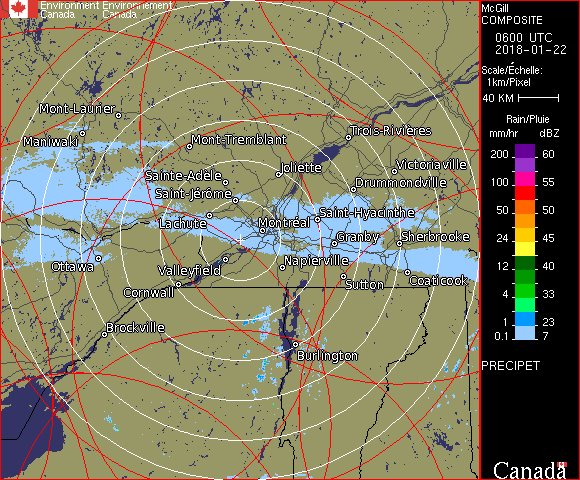 Environment Environnement
Canada Canada
Mont-Laurier
Maniwaki
Mont-Tremblant
Trois-Rivières
Joliette
Victoriaville
Sainte-Adèle
Drummondville
Saint-Jérôme
Lachute
Saint-Hyacinthe
Montréal
Granby
Sherbrooke
Ottawa
Valleyfield
Napierville
Cornwall
Sutton
Coaticook
Brockville
Burlington
McGill
COMPOSITE
0600 UTC
2018-01-22
Scale/Échelle:
1km/Pixel
40 KM
Rain/Pluie
mm/hr dBZ
200 60
150 55
100 55
50 50
24 45
12 40
4 33
1 23
0.1 7
PRECIPET
Canada